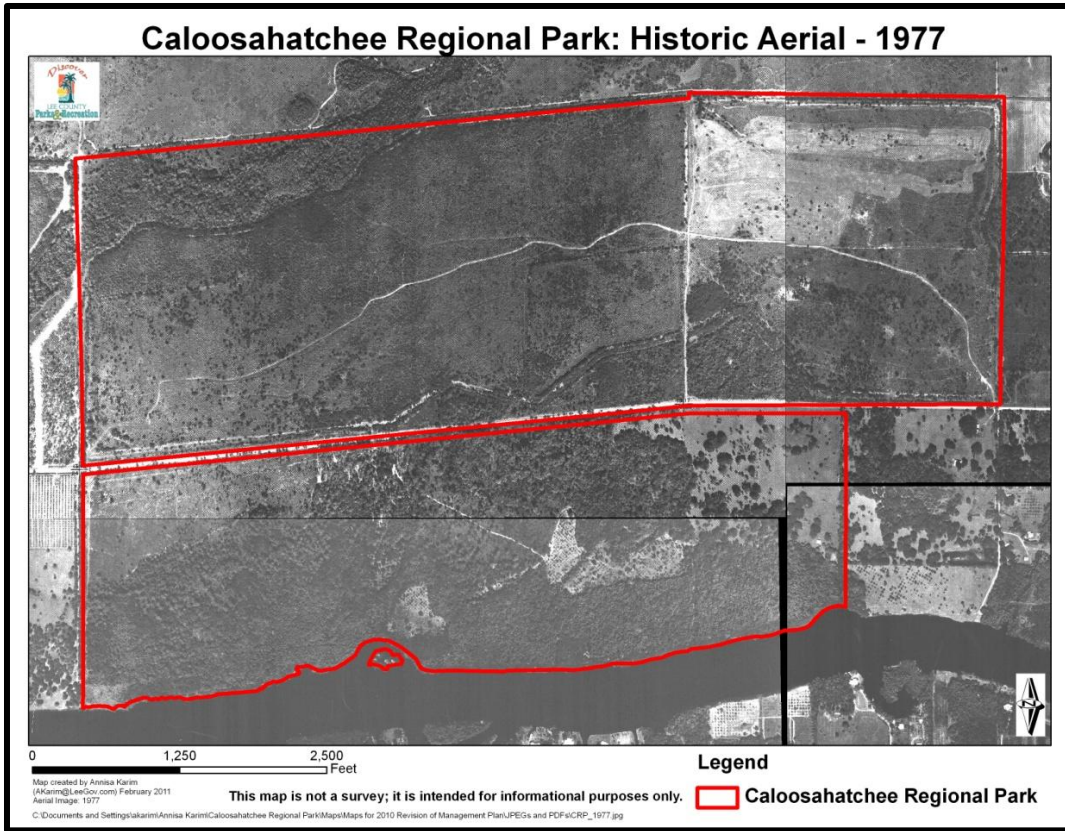 Caloosahatchee Regional Park: Historic Aerial - 1977
Discover
LEE COUNTY
Parks & Recreation
N
0 1,250 2,500
Feet
Map created by Annisa Karim
(AKarim@LeeGov.com) February 2011
Aerial Image: 1977
This map is not a survey; it is intended for informational purposes only.
Legend
Caloosahatchee Regional Park
C:\Documents and Settings\akarim\Annisa Karim\Caloosahatchee Regional Park\Maps\Maps for 2010 Revision of Management Plan\JPEGs and PDFs\CRP_1977.jpg